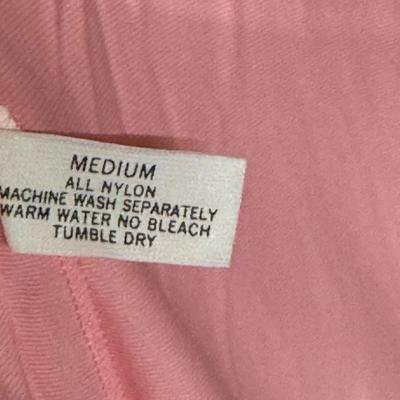 MEDIUM
ALL NYLON
MACHINE WASH SEPARATELY
WARM WATER NO BLEACH
TUMBLE DRY